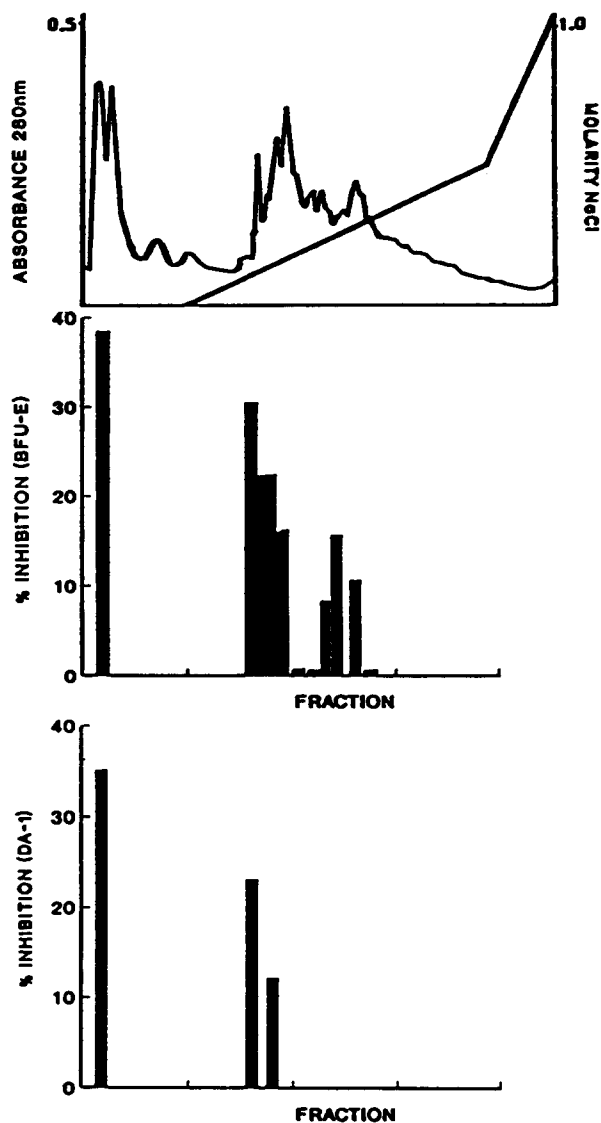 0.5
1.0
ABSORBANCE 280nm
MOLARITY NaCl
40
30
20
10
0
% INHIBITION (BFU-E)
FRACTION
40
30
20
10
0
% INHIBITION (DA-1)
FRACTION